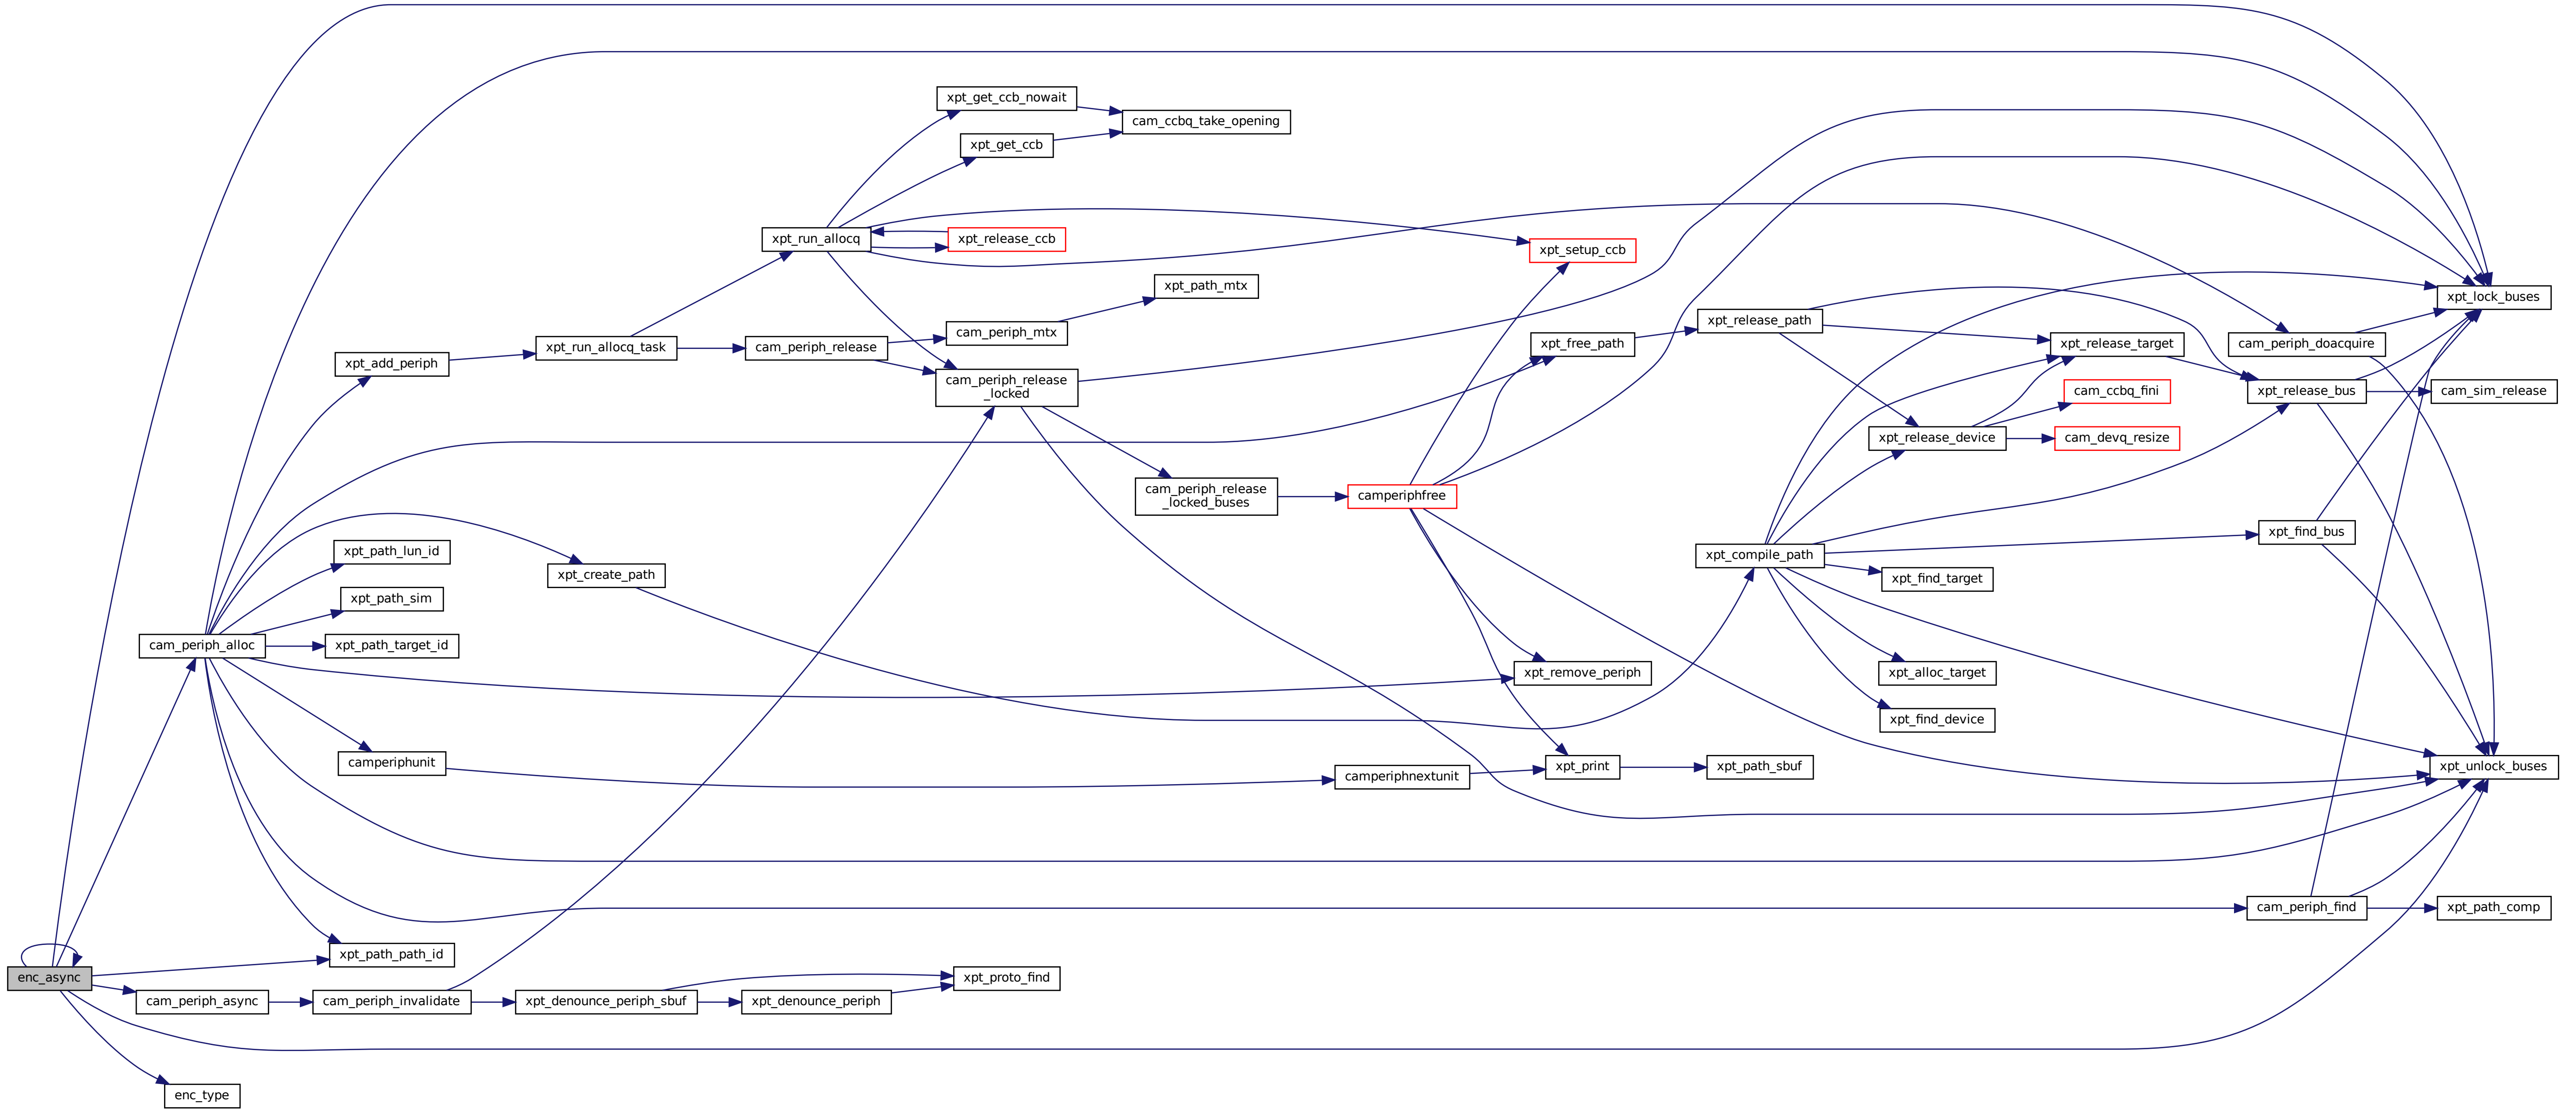 xpt_get_ccb_nowait
cam_ccbq_take_opening
xpt_get_ccb
xpt_run_allocq
xpt_release_ccb
xpt_setup_ccb
xpt_path_mtx
xpt_lock_buses
xpt_release_path
cam_periph_mtx
xpt_run_allocq_task
cam_periph_release
xpt_free_path
xpt_release_target
cam_periph_doacquire
xpt_add_periph
cam_periph_release
_locked
cam_ccbq_fini
xpt_release_bus
cam_sim_release
xpt_release_device
cam_devq_resize
cam_periph_release
_locked_buses
camperiphfree
xpt_find_bus
xpt_path_lun_id
xpt_compile_path
xpt_create_path
xpt_find_target
xpt_path_sim
cam_periph_alloc
xpt_path_target_id
xpt_remove_periph
xpt_alloc_target
xpt_find_device
camperiphunit
camperiphnextunit
xpt_print
xpt_path_sbuf
xpt_unlock_buses
cam_periph_find
xpt_path_comp
xpt_path_path_id
enc_async
xpt_proto_find
cam_periph_async
cam_periph_invalidate
xpt_denounce_periph_sbuf
xpt_denounce_periph
enc_type